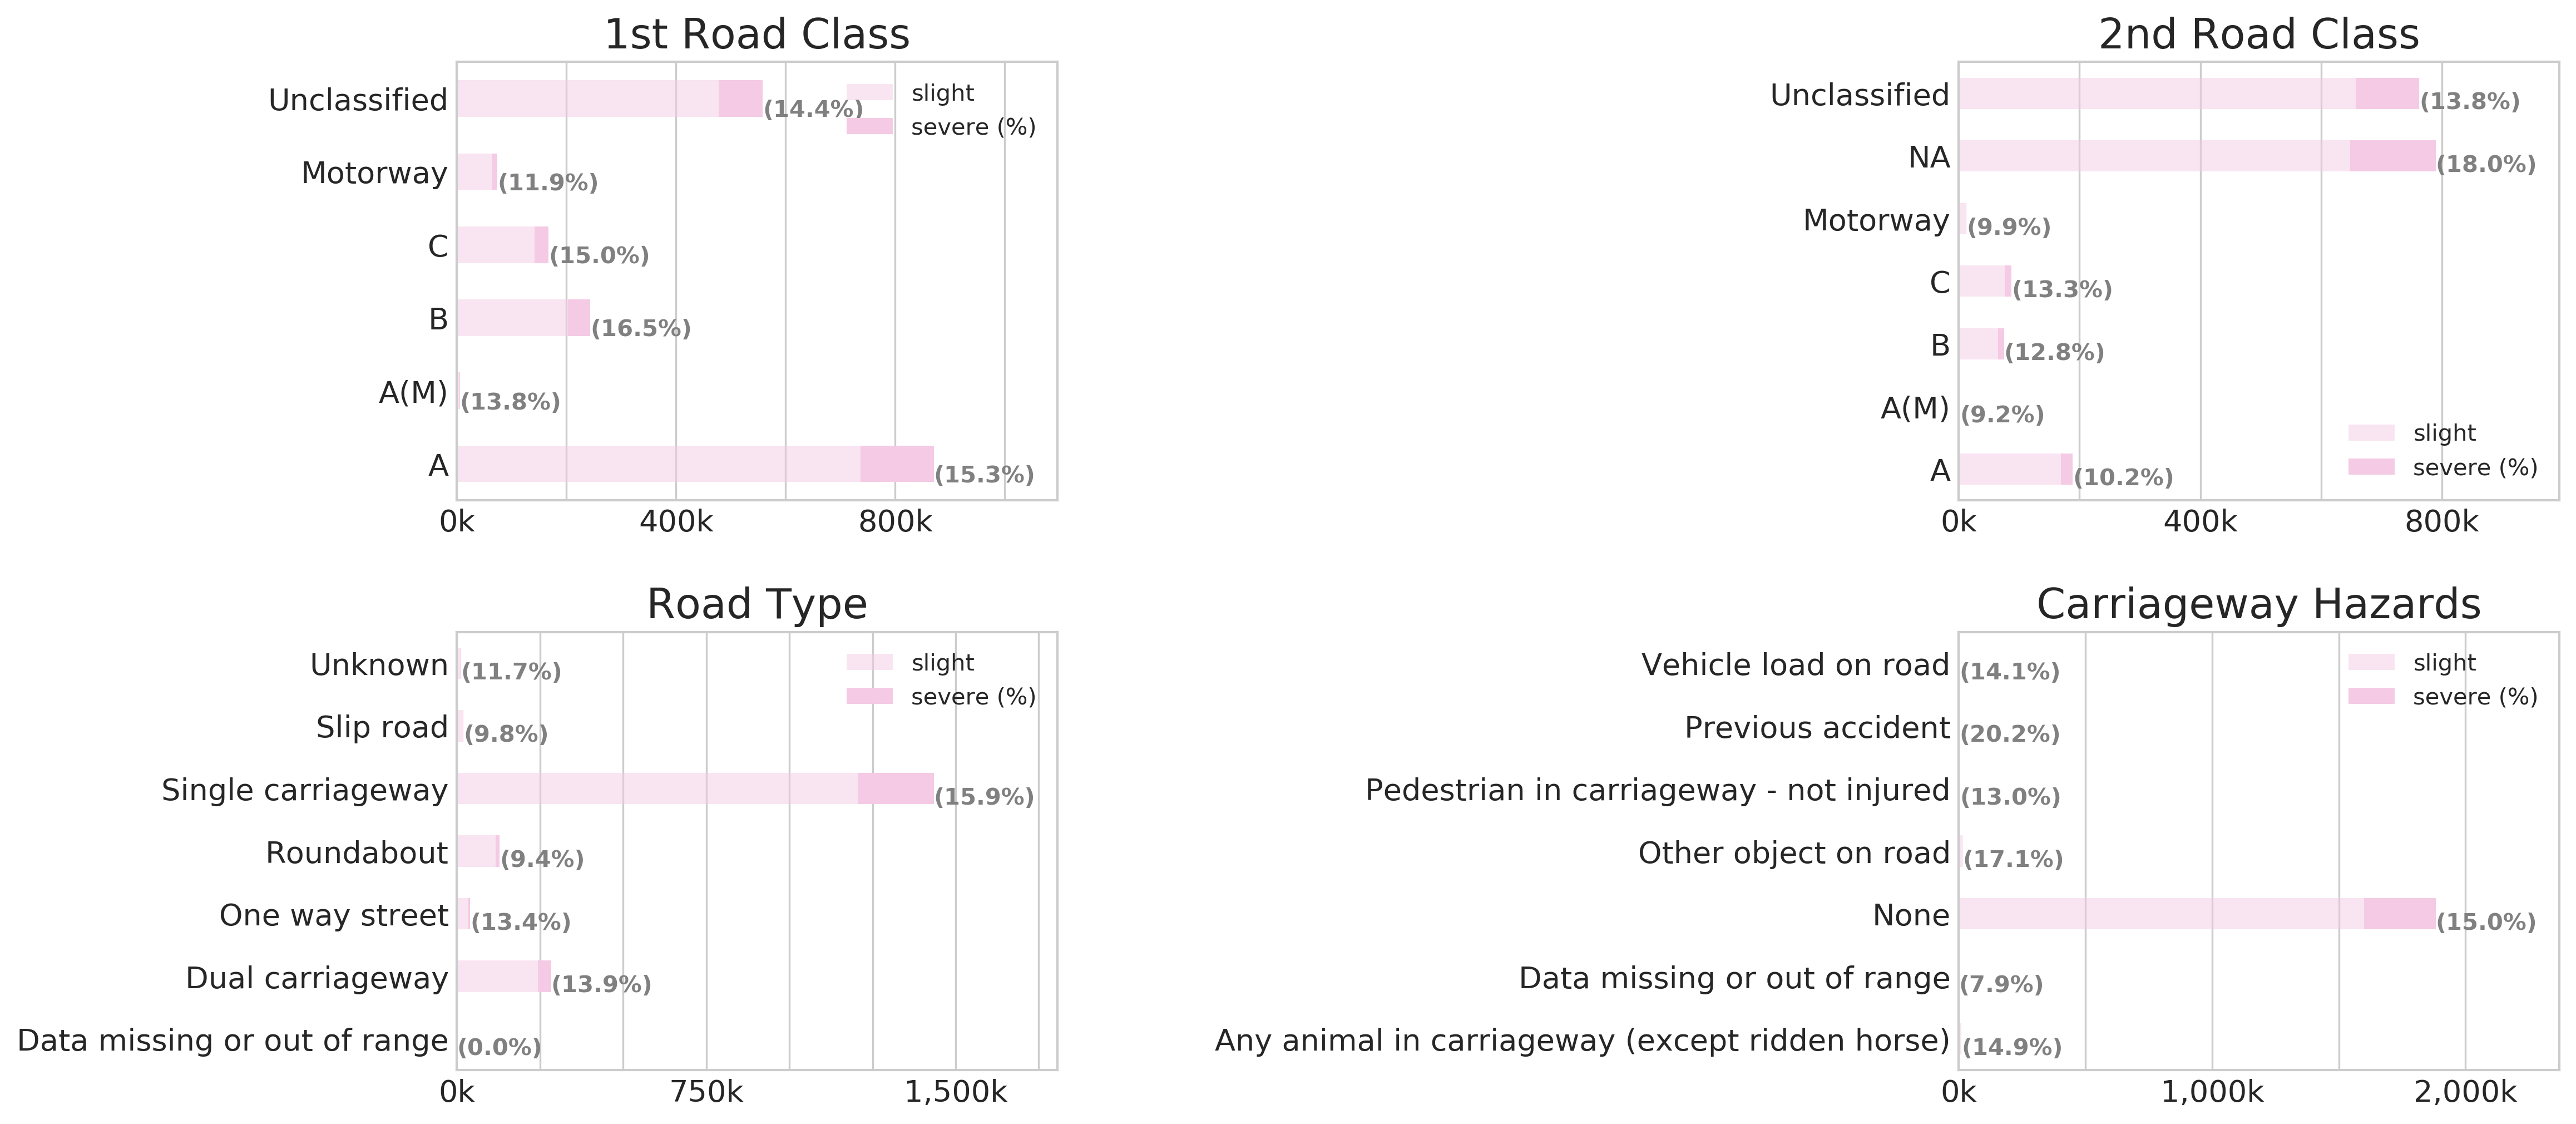 1st Road Class
Unclassified
(14.4%)
Motorway
(11.9%)
C
(15.0%)
B
(16.5%)
A(M)
(13.8%)
A
(15.3%)
slight
severe (%)
0k 400k 800k
2nd Road Class
Unclassified
(13.8%)
NA
(18.0%)
Motorway
(9.9%)
C
(13.3%)
B
(12.8%)
A(M)
(9.2%)
A
(10.2%)
slight
severe (%)
0k 400k 800k
Road Type
Unknown
(11.7%)
Slip road
(9.8%)
Single carriageway
(15.9%)
Roundabout
(9.4%)
One way street
(13.4%)
Dual carriageway
(13.9%)
Data missing or out of range
(0.0%)
slight
severe (%)
0k 750k 1,500k
Carriageway Hazards
Vehicle load on road
(14.1%)
Previous accident
(20.2%)
Pedestrian in carriageway - not injured
(13.0%)
Other object on road
(17.1%)
None
(15.0%)
Data missing or out of range
(7.9%)
Any animal in carriageway (except ridden horse)
(14.9%)
slight
severe (%)
0k 1,000k 2,000k